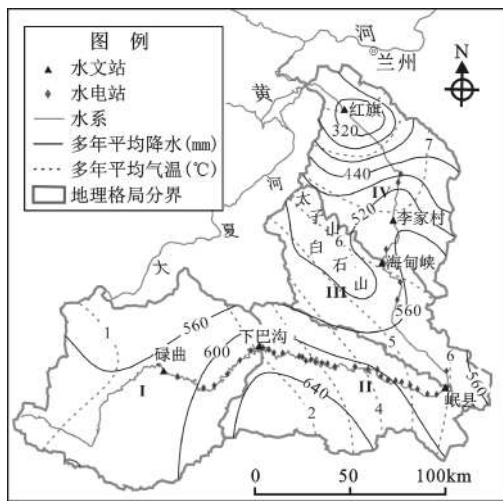 图 例
水文站
水电站
水系
多年平均降水(mm)
多年平均气温(℃)
地理格局分界
河
兰州
N
黄
红旗
320
7
440
IV
河
太子山
520
李家村
夏
6
白石山
海甸峡
大
III
560
1
560
下巴沟
5
碌曲
600
6
560
I
II
640
岷县
2
4
0 50 100km